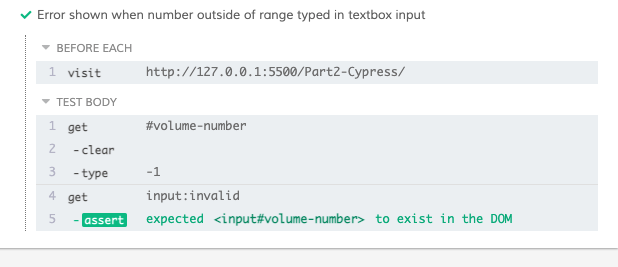 Error shown when number outside of range typed in textbox input
BEFORE EACH
1 visit http://127.0.0.1:5500/Part2-Cypress/
TEST BODY
1 get #volume-number
2 -clear
3 -type -1
4 get input:invalid
5 -assert expected <input#volume-number> to exist in the DOM